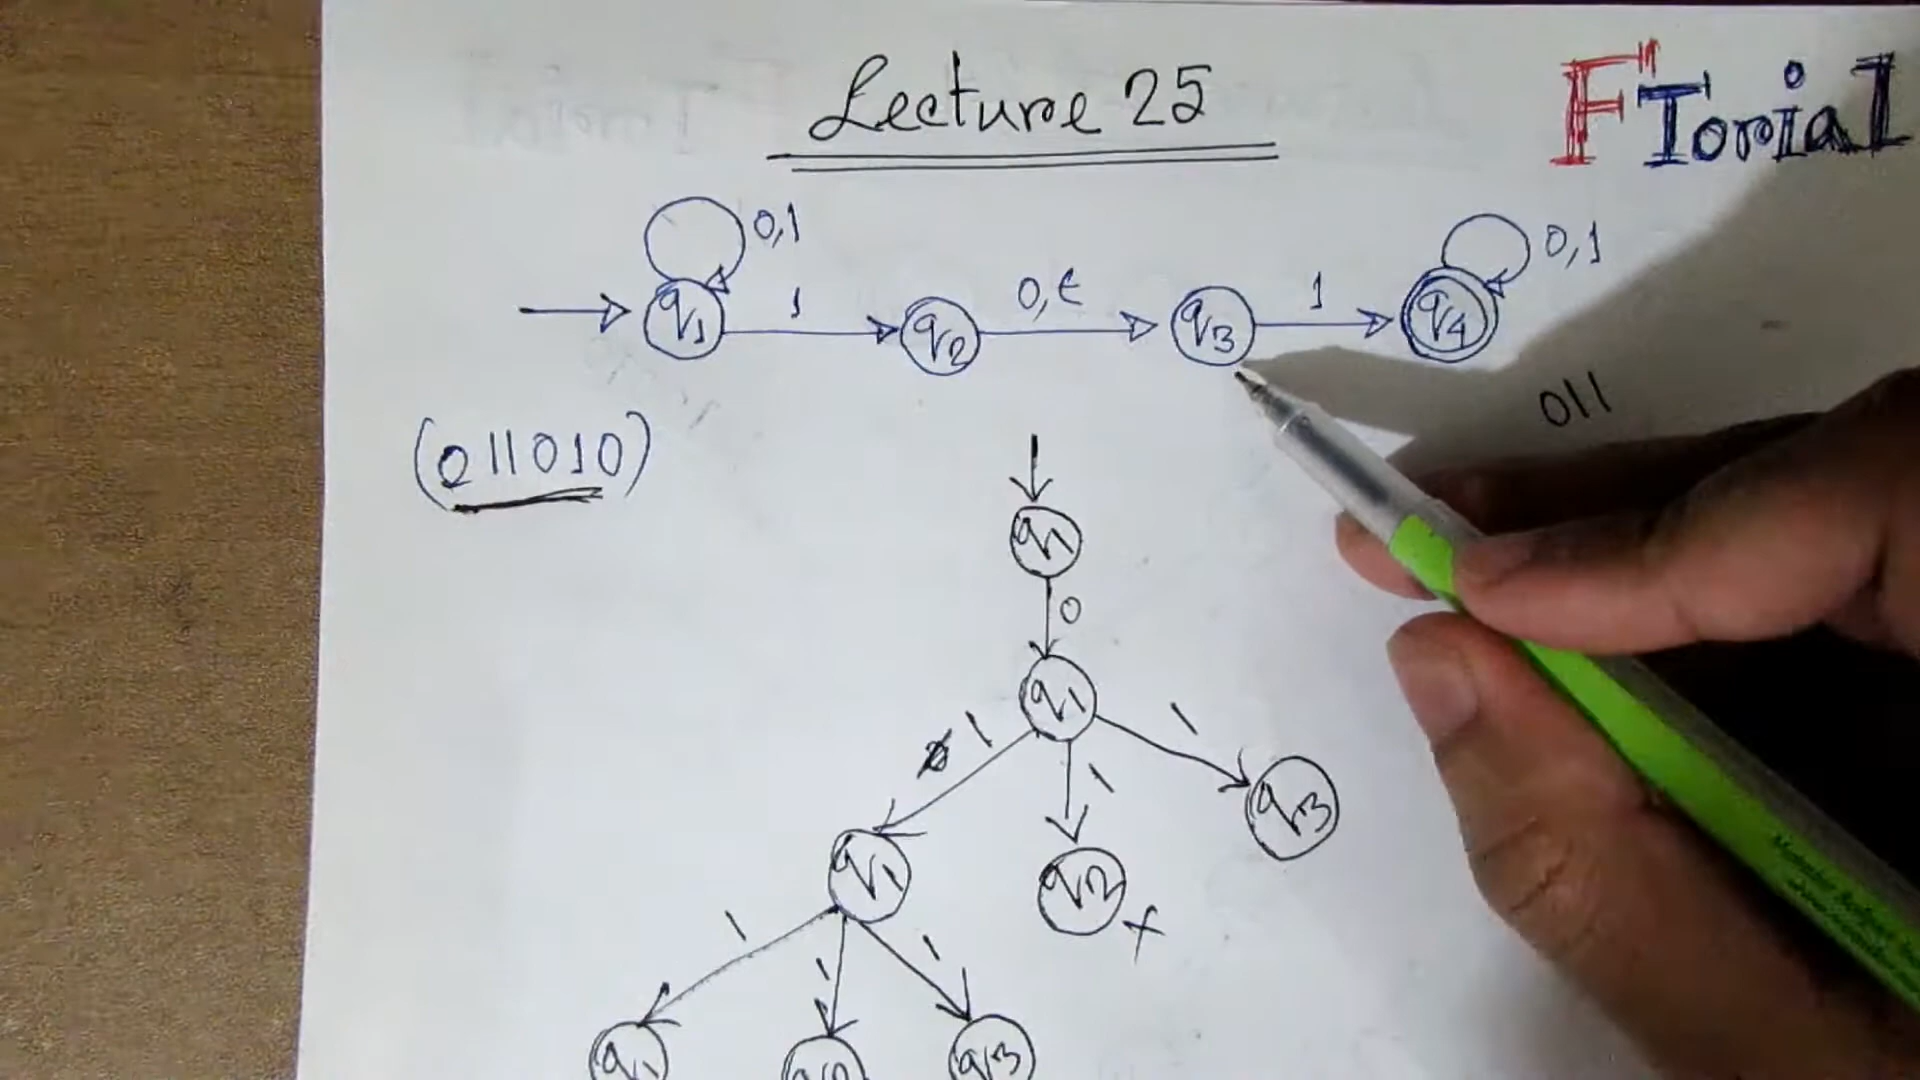 Lecture 25
FTorial
0,1
0,1
1
0,ϵ
1
q1
q2
q3
q4
011
(011010)
q1
0
q1
1
1
1
q3
q1
q2
x
1
1
1
q1
q3